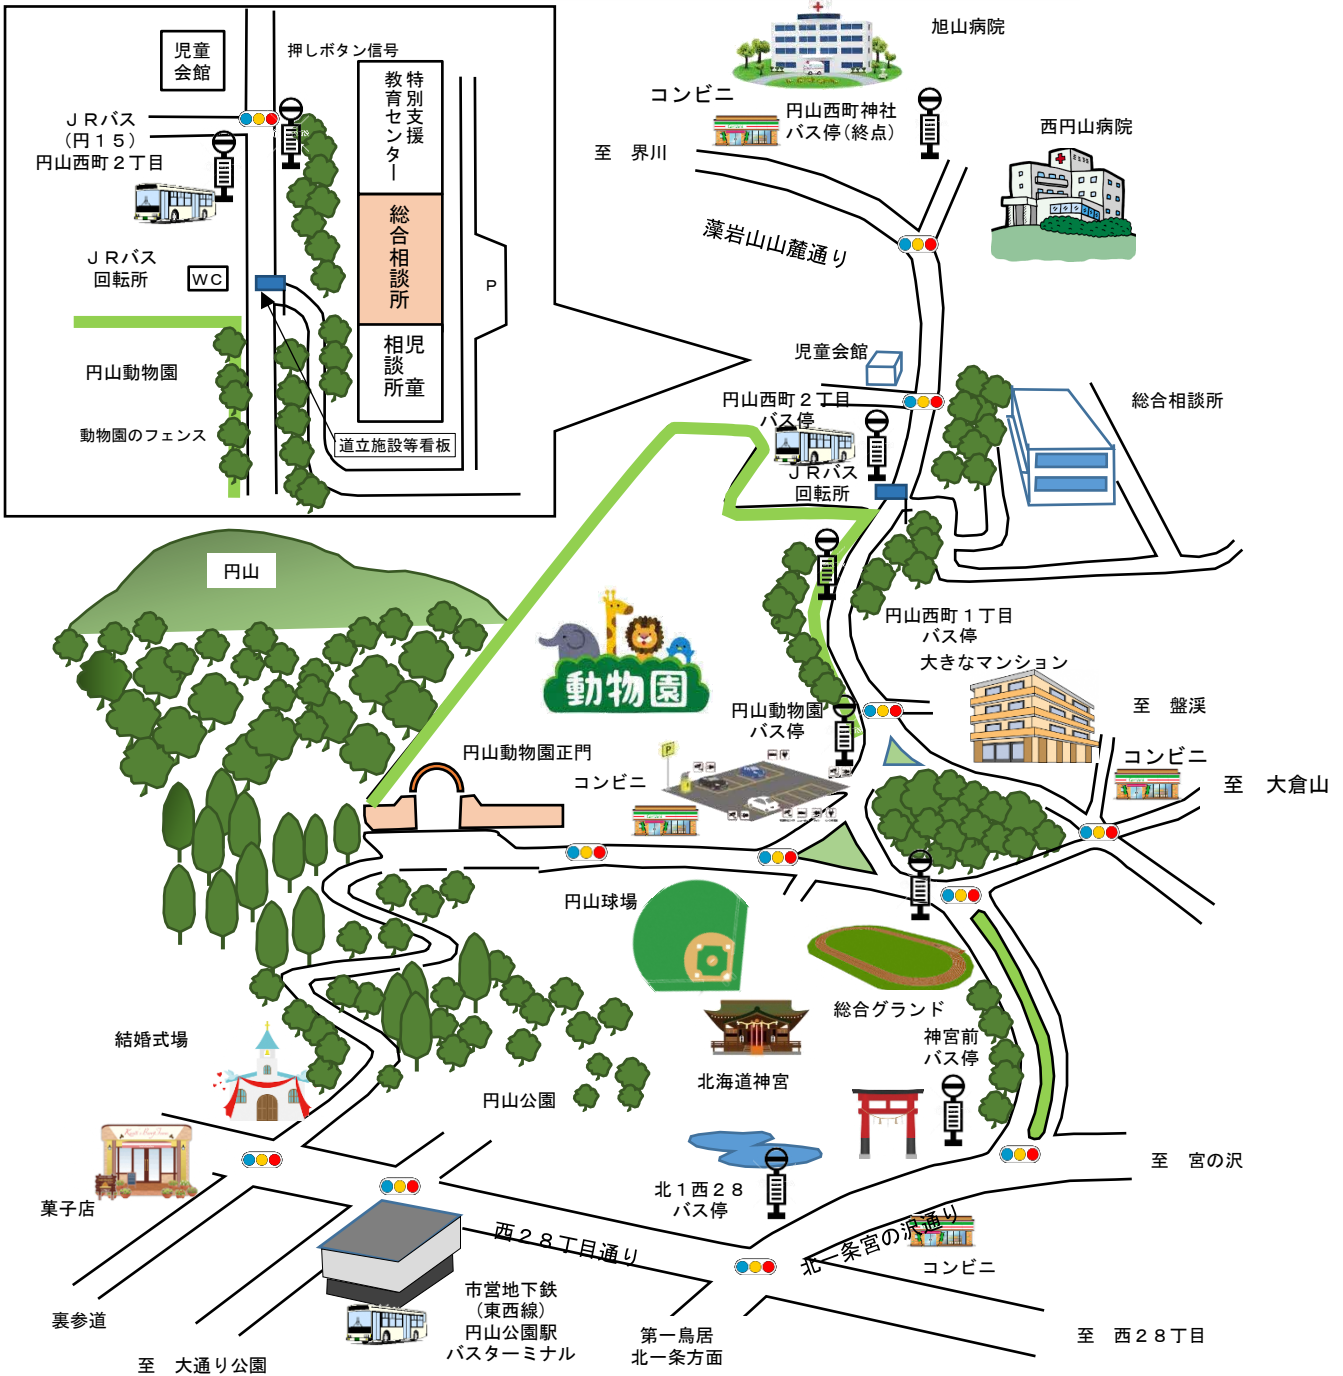 児童
会館
押しボタン信号
特別支援
教育センター
ＪＲバス
（円１５）
円山西町２丁目
総合相談所
ＪＲバス
回転所
ＷＣ
Ｐ
児童
相談所
円山動物園
動物園のフェンス
道立施設等看板
旭山病院
コンビニ
円山西町神社
バス停（終点）
西円山病院
至　界川
藻岩山山麓通り
児童会館
円山西町２丁目
バス停
総合相談所
ＪＲバス
回転所
円山
円山西町１丁目
バス停
大きなマンション
動物園
円山動物園
バス停
至　盤渓
円山動物園正門
コンビニ
P
コンビニ
至　大倉山
円山球場
総合グランド
神宮前
バス停
結婚式場
北海道神宮
円山公園
至　宮の沢
北１西２８
バス停
菓子店
西２８丁目通り
北一条宮の沢通り
コンビニ
市営地下鉄
（東西線）
円山公園駅
バスターミナル
裏参道
第一鳥居
北一条方面
至　西２８丁目
至　大通り公園